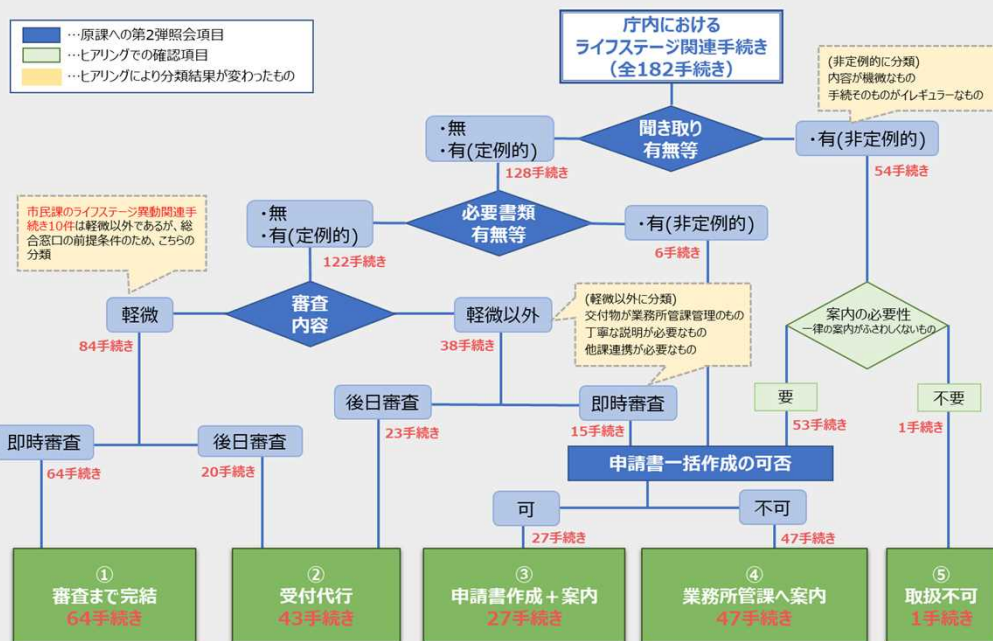 …原課への第2弾照会項目
…ヒアリングでの確認項目
…ヒアリングにより分類結果が変わったもの
庁内における
ライフステージ関連手続き
(全182手続き)
(非定例的に分類)
内容が機微なもの
手続そのものがイレギュラーなもの
聞き取り
有無等
・無
・有(定例的)
128手続き
・有(非定例的)
54手続き
必要書類
有無等
・無
・有(定例的)
122手続き
・有(非定例的)
6手続き
市民課のライフステージ異動関連手
続き10件は軽微以外であるが、総
合窓口の前提条件のため、こちらの
分類
審査
内容
軽微
84手続き
軽微以外
38手続き
(軽微以外に分類)
交付物が業務所管課管理のもの
丁寧な説明が必要なもの
他課連携が必要なもの
案内の必要性
一律の案内がふさわしくないもの
要
53手続き
不要
1手続き
後日審査
23手続き
即時審査
15手続き
即時審査
64手続き
後日審査
20手続き
申請書一括作成の可否
可
27手続き
不可
47手続き
①
審査まで完結
64手続き
②
受付代行
43手続き
③
申請書作成+案内
27手続き
④
業務所管課へ案内
47手続き
⑤
取扱不可
1手続き